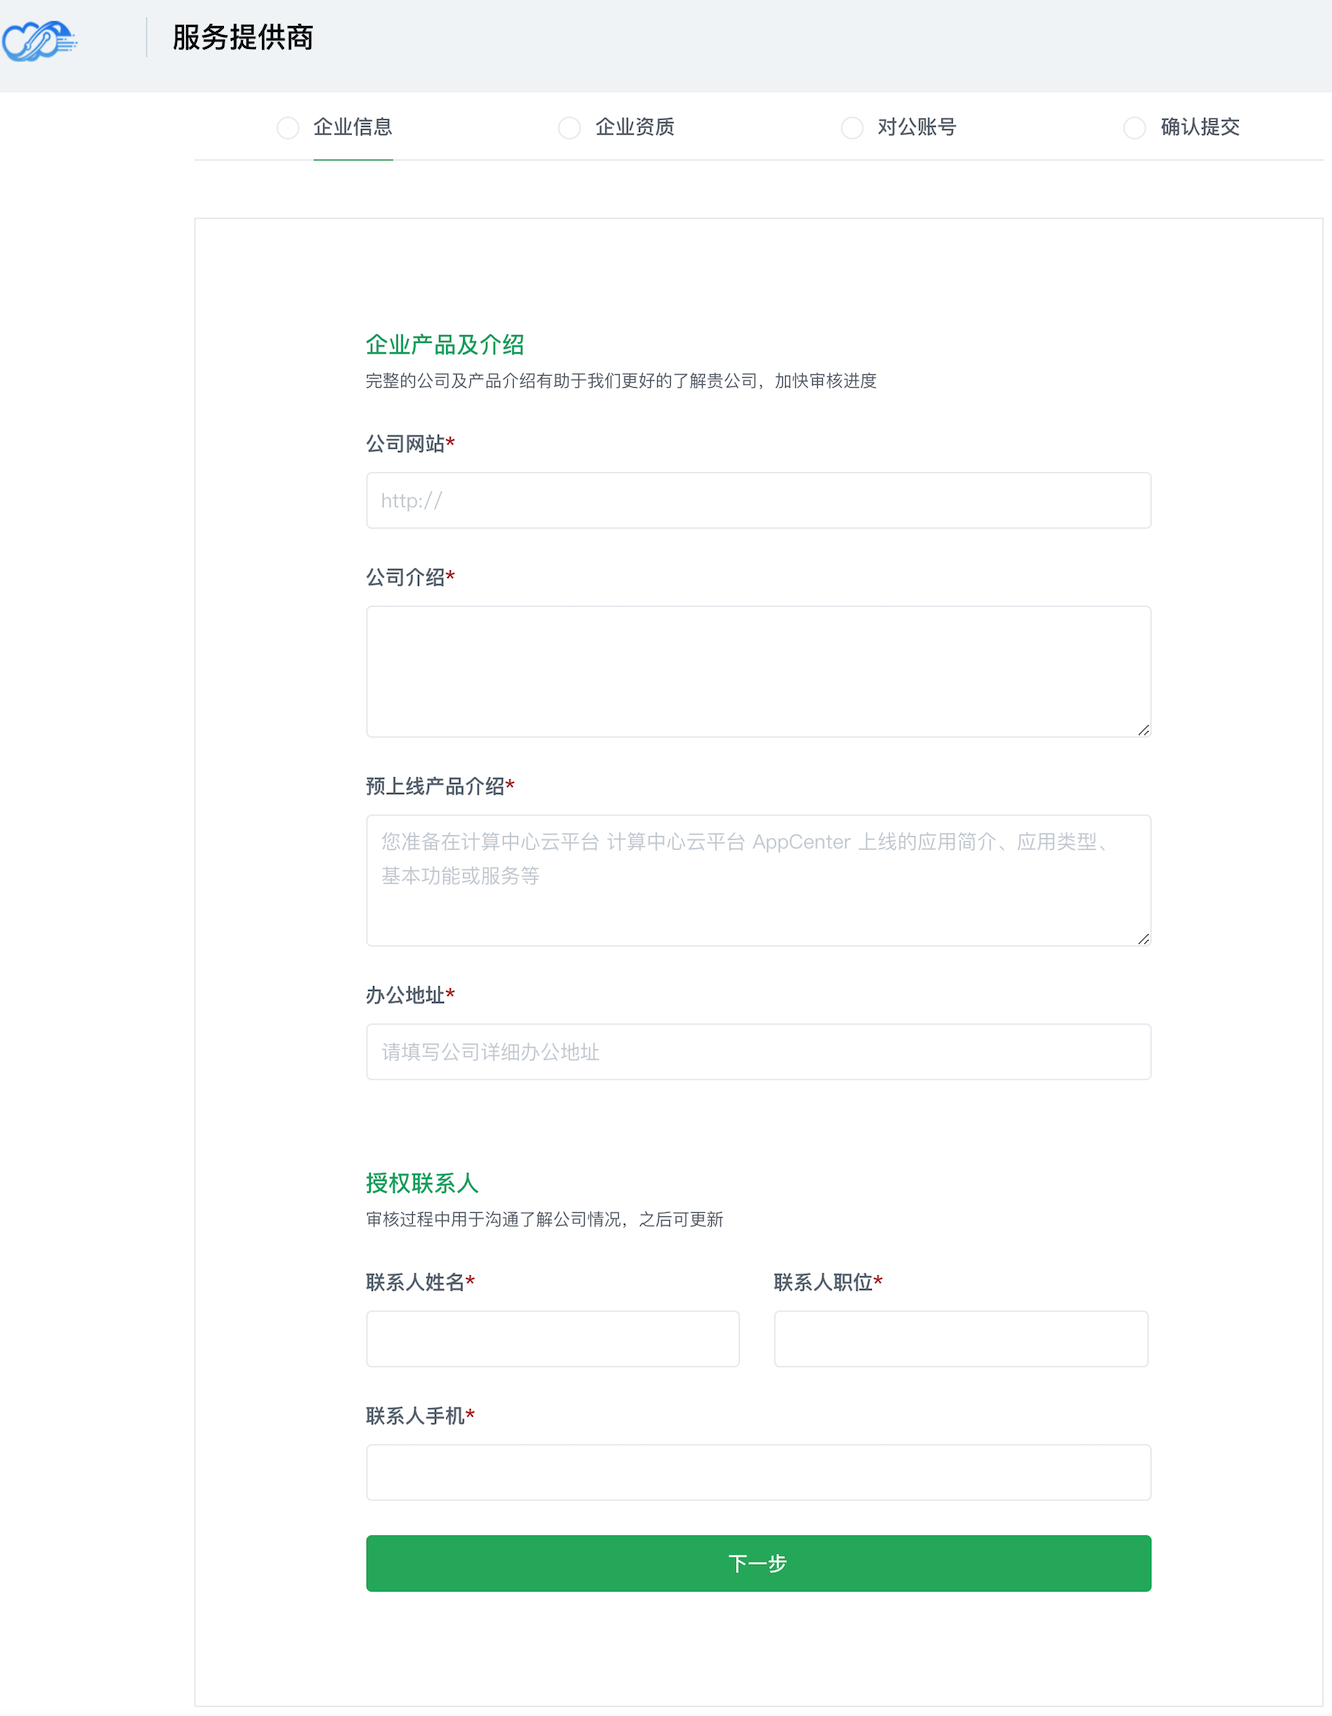 服务提供商
企业信息
企业资质
对公账号
确认提交
企业产品及介绍
完整的公司及产品介绍有助于我们更好的了解贵公司，加快审核进度
公司网站*
http://
公司介绍*
预上线产品介绍*
您准备在计算中心云平台 计算中心云平台 AppCenter 上线的应用简介、应用类型、
基本功能或服务等
办公地址*
请填写公司详细办公地址
授权联系人
审核过程中用于沟通了解公司情况，之后可更新
联系人姓名*
联系人职位*
联系人手机*
下一步